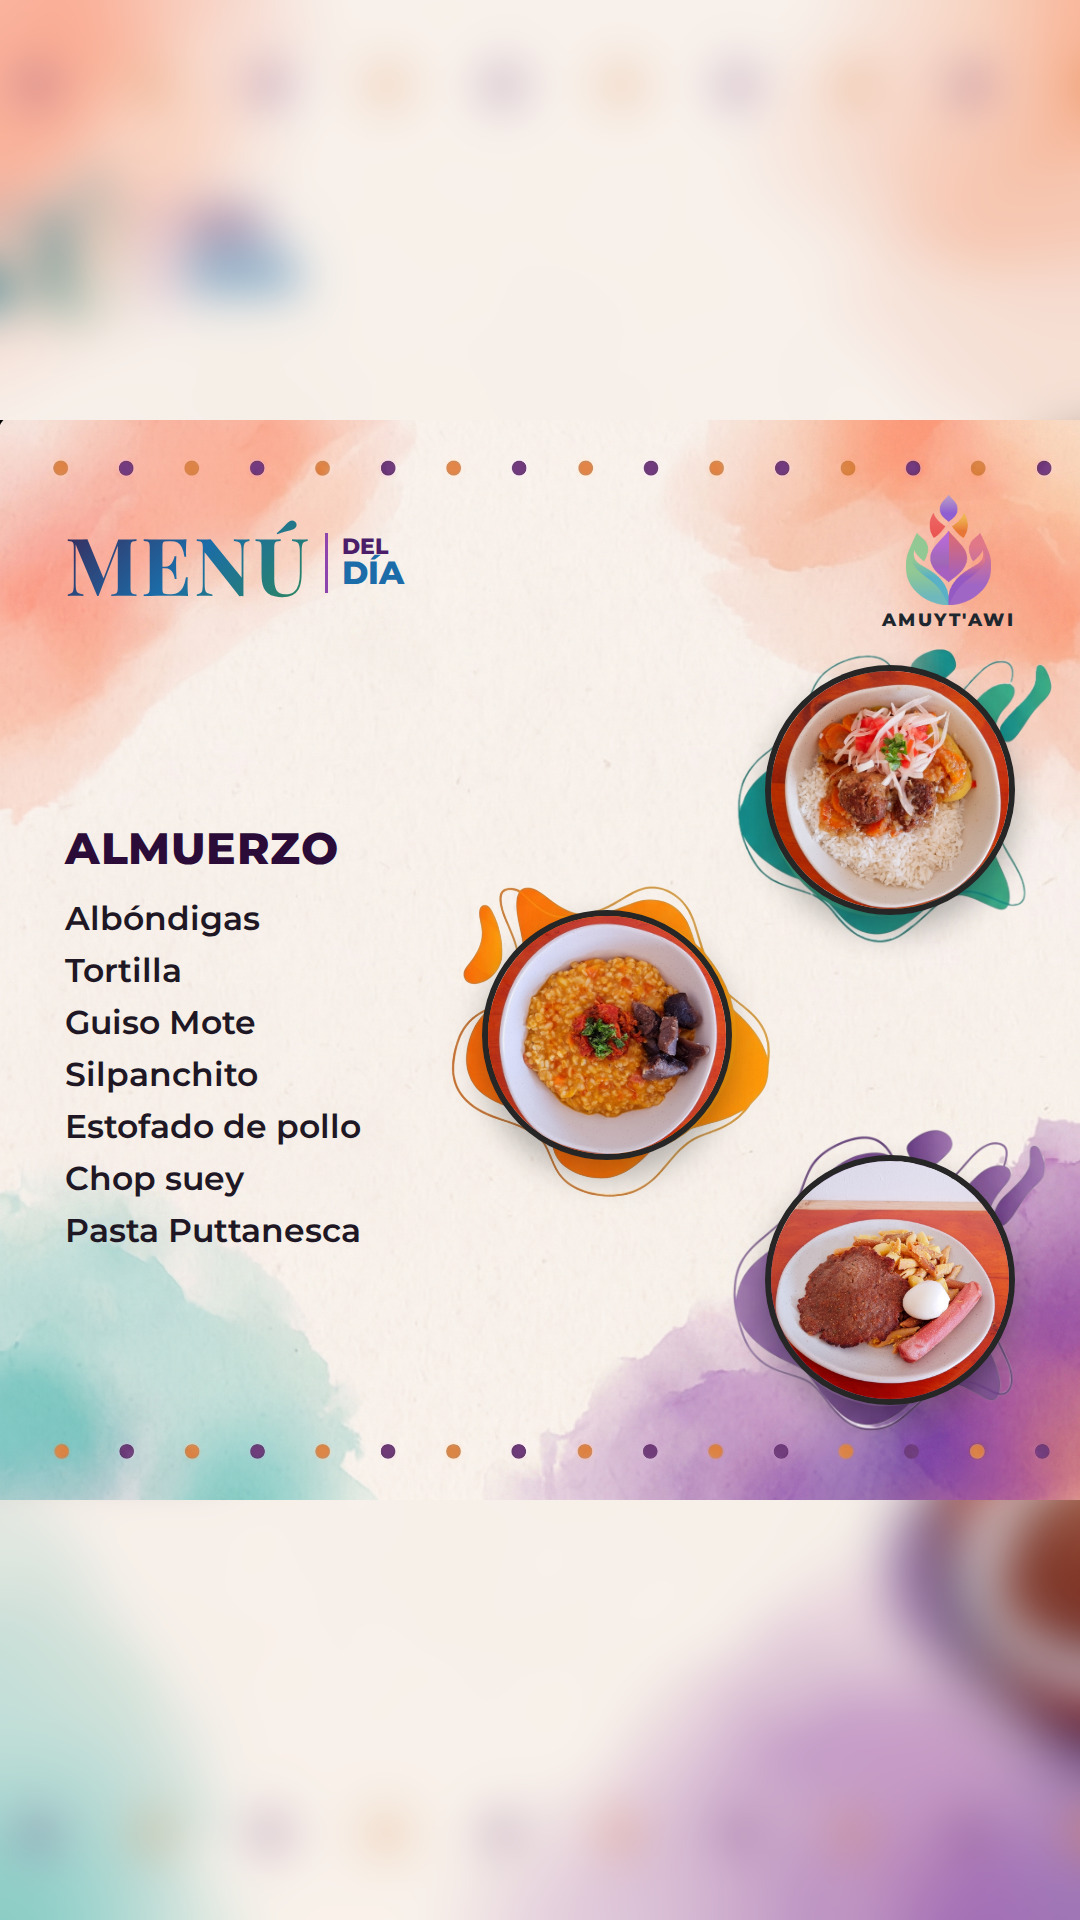 MENÚ
DEL
DÍA
AMUYT'AWI
ALMUERZO
Albóndigas
Tortilla
Guiso Mote
Silpanchito
Estofado de pollo
Chop suey
Pasta Puttanesca